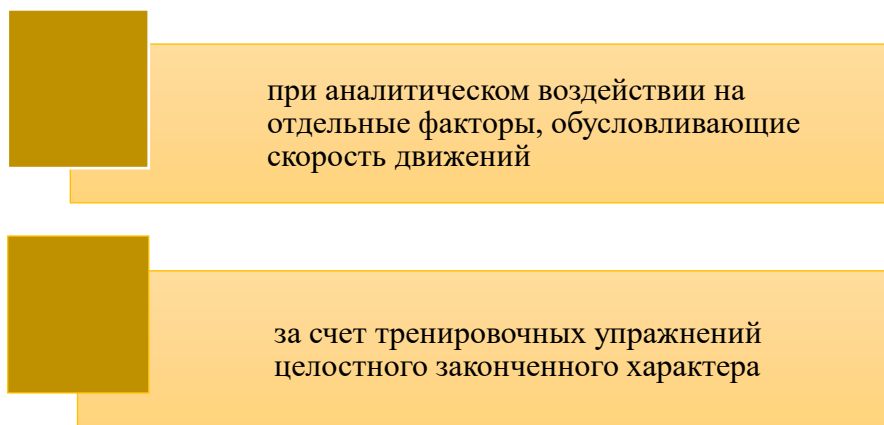 при аналитическом воздействии на
отдельные факторы, обусловливающие
скорость движений
за счет тренировочных упражнений
целостного законченного характера